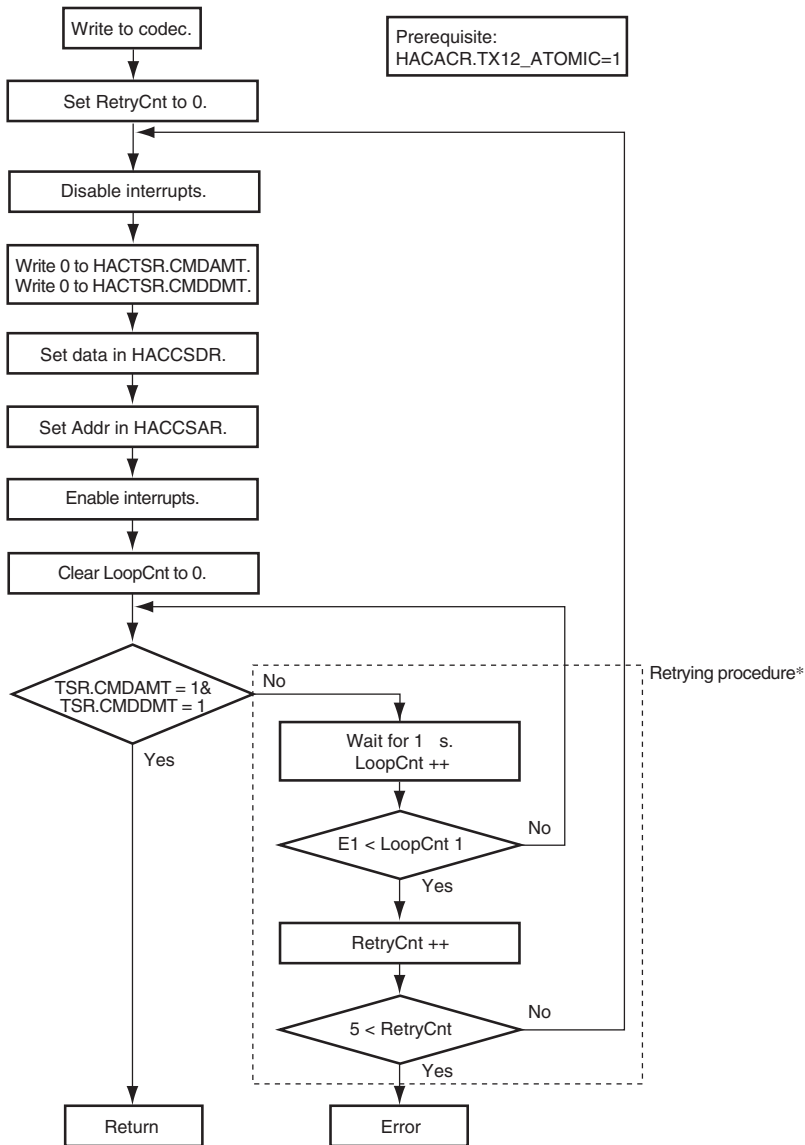 Write to codec.
Prerequisite:
HACACR.TX12_ATOMIC=1
Set RetryCnt to 0.
Disable interrupts.
Write 0 to HACTSR.CMDAMT.
Write 0 to HACTSR.CMDDMT.
Set data in HACCSDR.
Set Addr in HACCSAR.
Enable interrupts.
Clear LoopCnt to 0.
TSR.CMDAMT = 1&
TSR.CMDDMT = 1
No
Yes
Retrying procedure*
Wait for 1 s.
LoopCnt ++
E1 < LoopCnt 1
No
Yes
RetryCnt ++
5 < RetryCnt
No
Yes
Return
Error